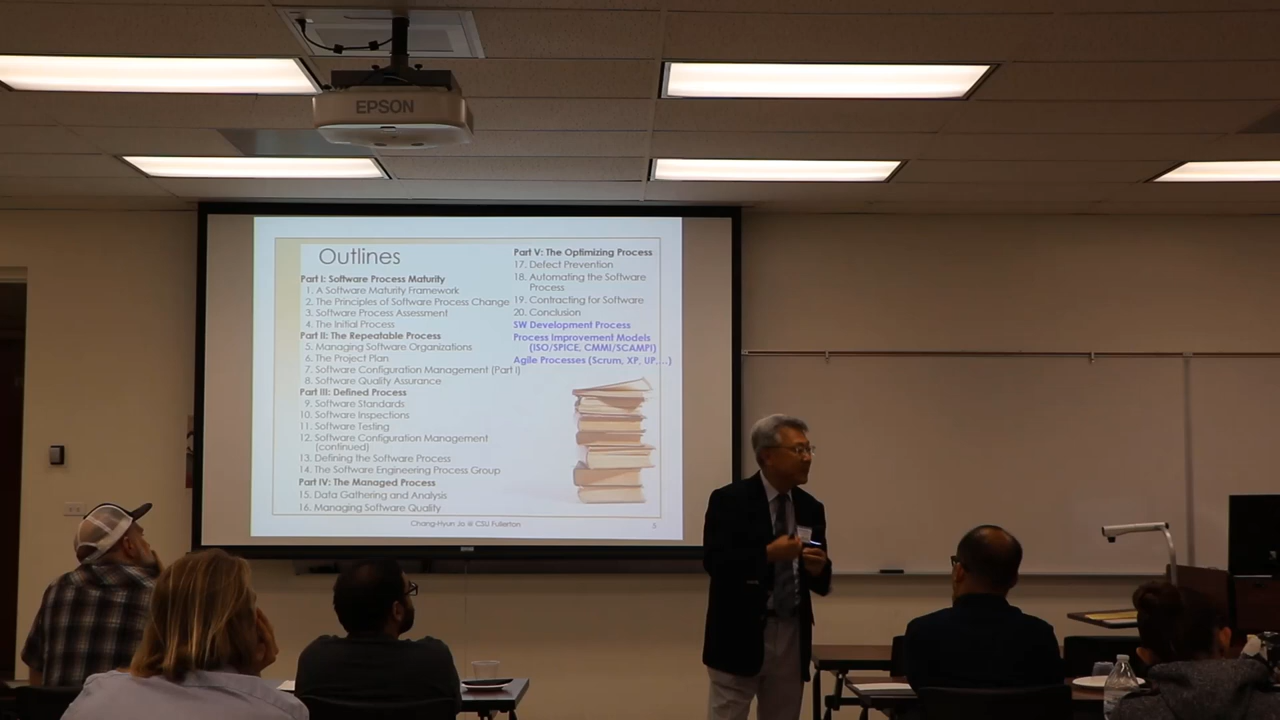 EPSON
Outlines
Part I: Software Process Maturity
1. A Software Maturity Framework
2. The Principles of Software Process Change
3. Software Process Assessment
4. The Initial Process
Part II: The Repeatable Process
5. Managing Software Organizations
6. The Project Plan
7. Software Configuration Management (Part I)
8. Software Quality Assurance
Part III: Defined Process
9. Software Standards
10. Software Inspections
11. Software Testing
12. Software Configuration Management
(continued)
13. Defining the Software Process
14. The Software Engineering Process Group
Part IV: The Managed Process
15. Data Gathering and Analysis
16. Managing Software Quality
Part V: The Optimizing Process
17. Defect Prevention
18. Automating the Software
Process
19. Contracting for Software
20. Conclusion
SW Development Process
Process Improvement Models
(ISO/SPICE, CMMI/SCAMPI)
Agile Processes (Scrum, XP, UP,...)
Chang-Hyun Jo @ CSU Fullerton
5